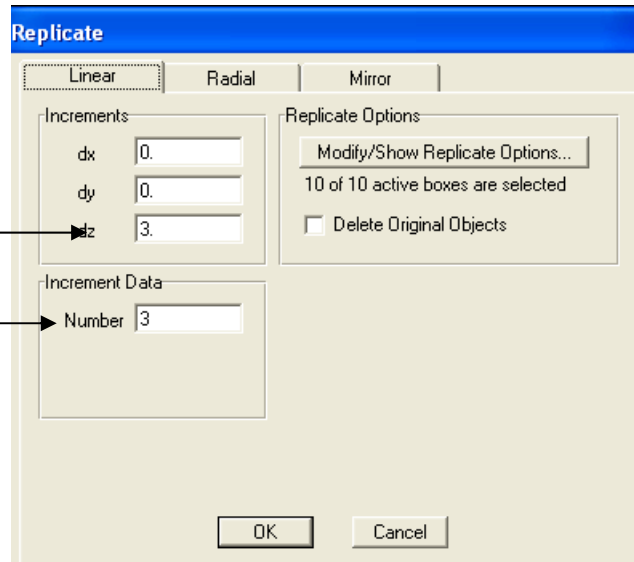 Replicate
Linear Radial Mirror
Increments
dx 0.
dy 0.
dz 3.
Replicate Options
Modify/Show Replicate Options...
10 of 10 active boxes are selected
Delete Original Objects
Increment Data
Number 3
OK Cancel